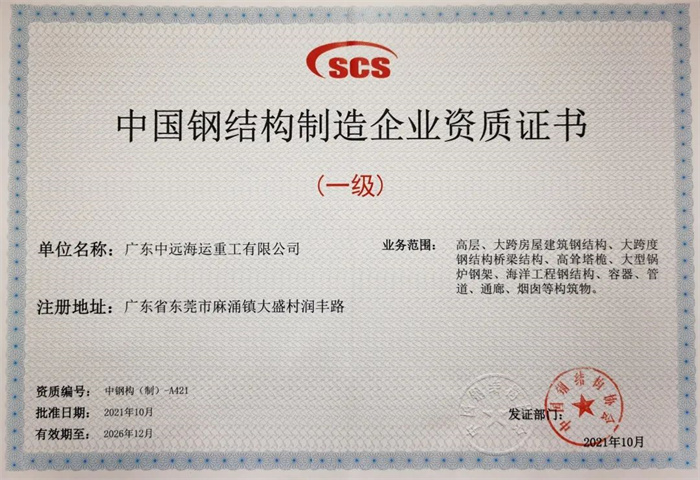 SCS
中国钢结构制造企业资质证书
(一级)
单位名称: 广东中远海运重工有限公司
注册地址: 广东省东莞市麻涌镇大盛村润丰路
业务范围: 高层、大跨房屋建筑钢结构、大跨度
钢结构桥梁结构、高耸塔桅、大型锅
炉钢架、海洋工程钢结构、容器、管
道、通廊、烟囱等构筑物。
资质编号: 中钢构（制）-A421
批准日期: 2021年10月
有效期至: 2026年12月
发证部门:
中国钢结构协会
2021年10月